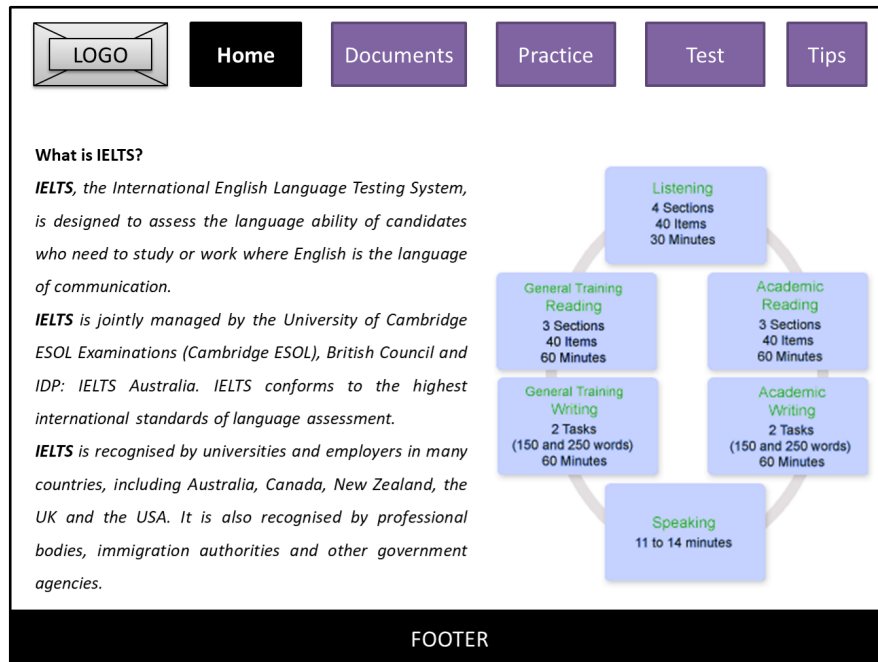 LOGO
Home
Documents
Practice
Test
Tips
What is IELTS?
IELTS, the International English Language Testing System,
is designed to assess the language ability of candidates
who need to study or work where English is the language
of communication.
IELTS is jointly managed by the University of Cambridge
ESOL Examinations (Cambridge ESOL), British Council and
IDP: IELTS Australia. IELTS conforms to the highest
international standards of language assessment.
IELTS is recognised by universities and employers in many
countries, including Australia, Canada, New Zealand, the
UK and the USA. It is also recognised by professional
bodies, immigration authorities and other government
agencies.
Listening
4 Sections
40 Items
30 Minutes
General Training
Reading
3 Sections
40 Items
60 Minutes
Academic
Reading
3 Sections
40 Items
60 Minutes
General Training
Writing
2 Tasks
(150 and 250 words)
60 Minutes
Academic
Writing
2 Tasks
(150 and 250 words)
60 Minutes
Speaking
11 to 14 minutes
FOOTER